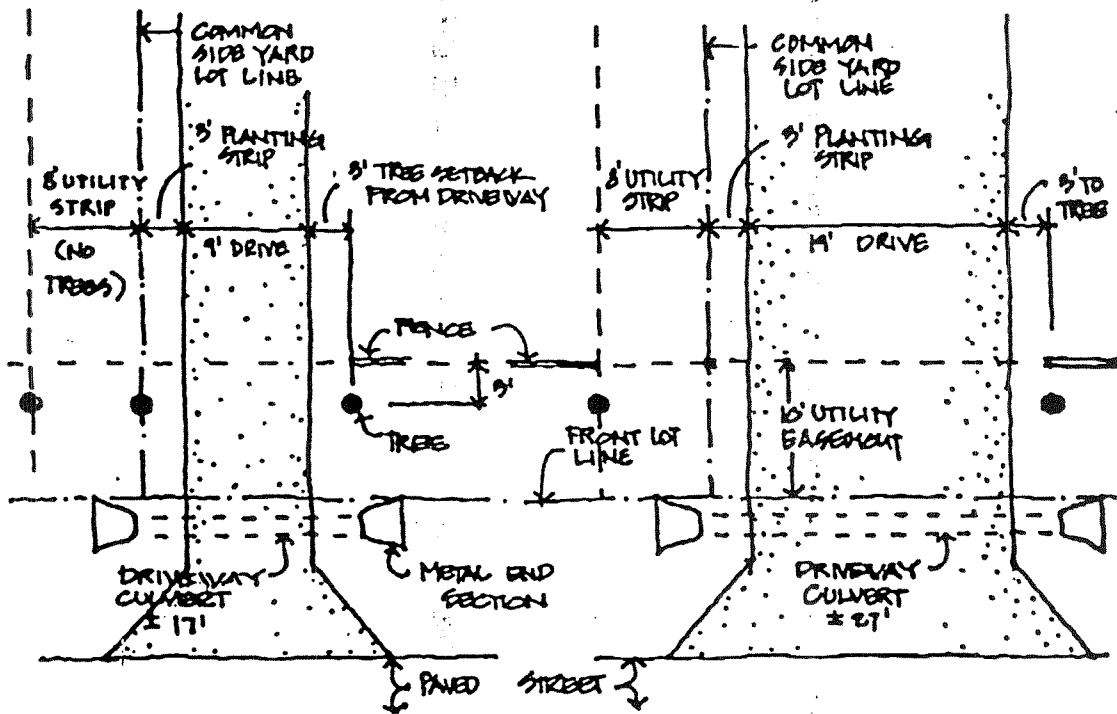 COMMON
SIDE YARD
LOT LINE
3' PLANTING
STRIP
8' UTILITY
STRIP
(NO
TREES)
9' DRIVE
3' TREE SETBACK
FROM DRIVEWAY
FENCE
3'
TREE
FRONT LOT
LINE
DRIVEWAY
CULVERT
± 17'
METAL END
SECTION
PAVED STREET
COMMON
SIDE YARD
LOT LINE
3' PLANTING
STRIP
8' UTILITY
STRIP
3' TO
TREE
19' DRIVE
10' UTILITY
EASEMENT
DRIVEWAY
CULVERT
± 27'